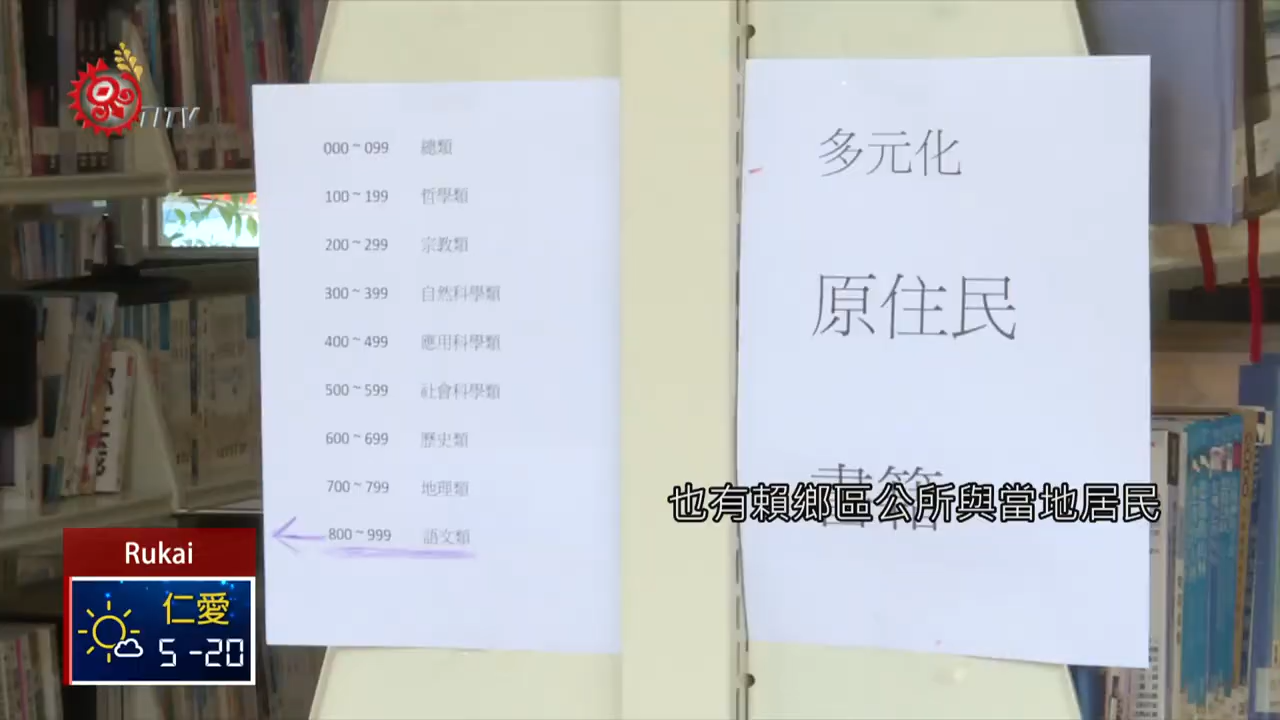 TITV
000 ~ 099 總類
100 ~ 199 哲學類
200 ~ 299 宗教類
300 ~ 399 自然科學類
400 ~ 499 應用科學類
500 ~ 599 社會科學類
600 ~ 699 歷史類
700 ~ 799 地理類
800 ~ 999 語文類
多元化
原住民
書籍
也有賴鄉區公所與當地居民
Rukai
仁愛
5 -20